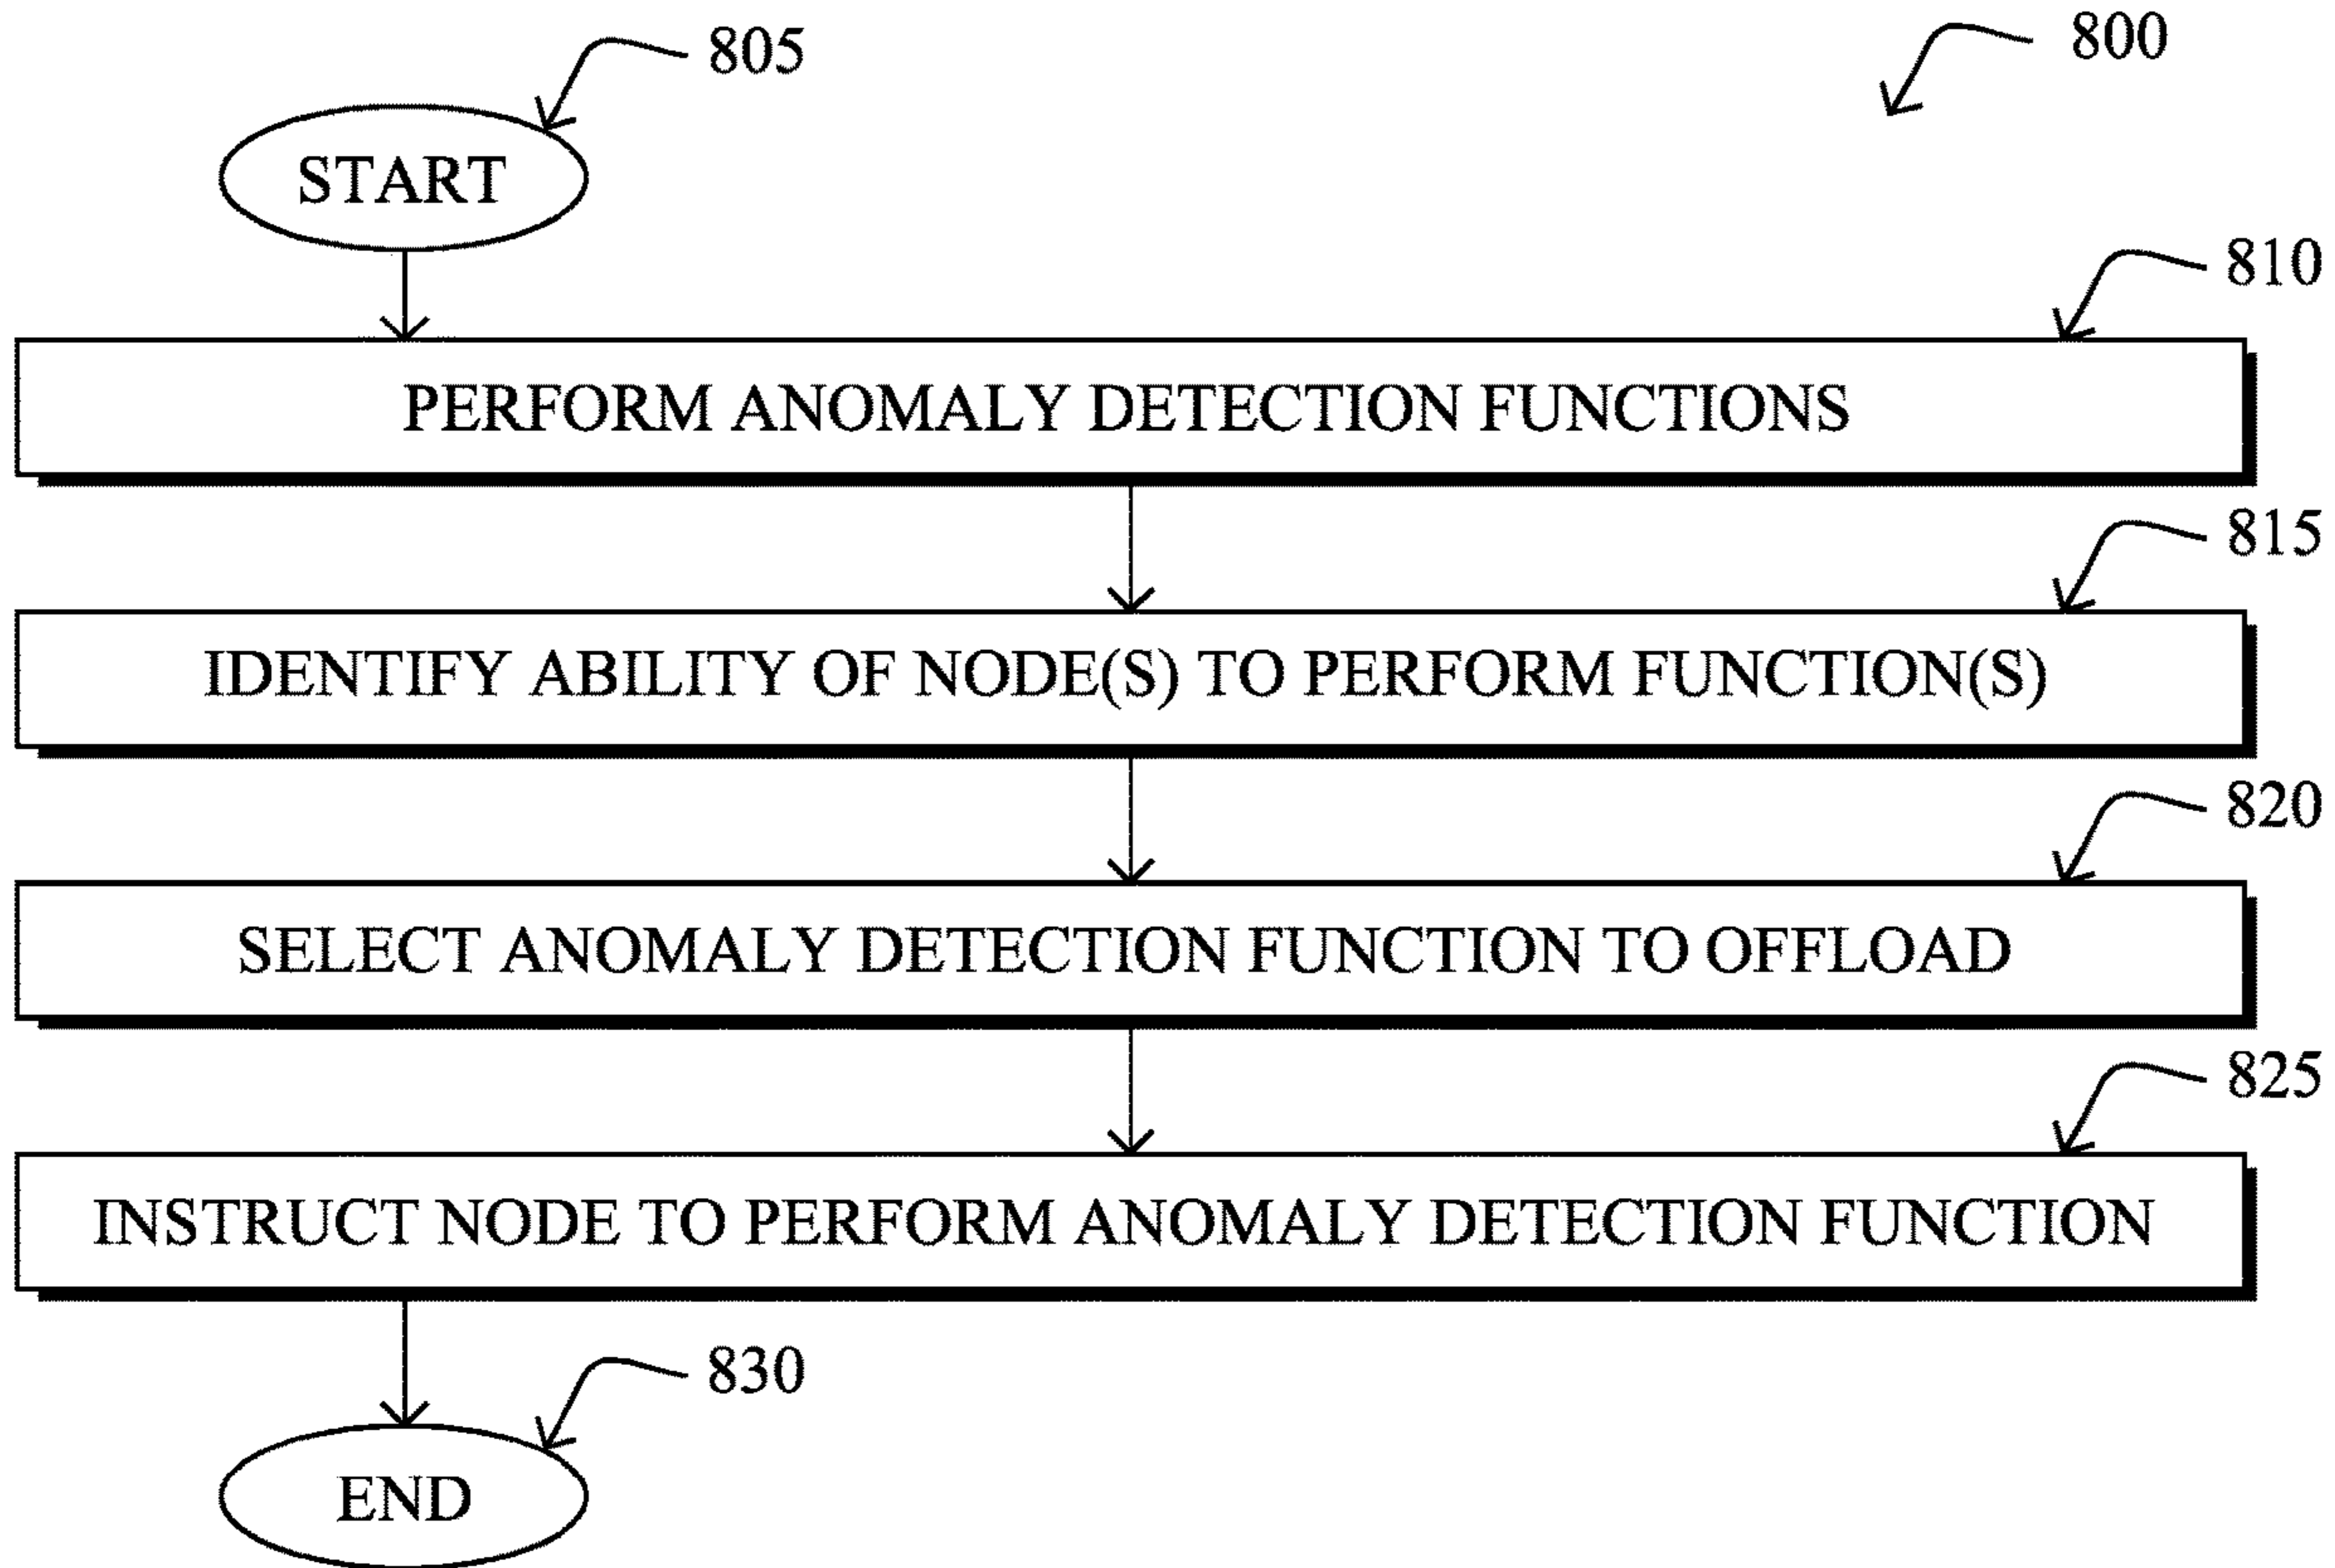 800
805
START
810
PERFORM ANOMALY DETECTION FUNCTIONS
815
IDENTIFY ABILITY OF NODE(S) TO PERFORM FUNCTION(S)
820
SELECT ANOMALY DETECTION FUNCTION TO OFFLOAD
825
INSTRUCT NODE TO PERFORM ANOMALY DETECTION FUNCTION
830
END